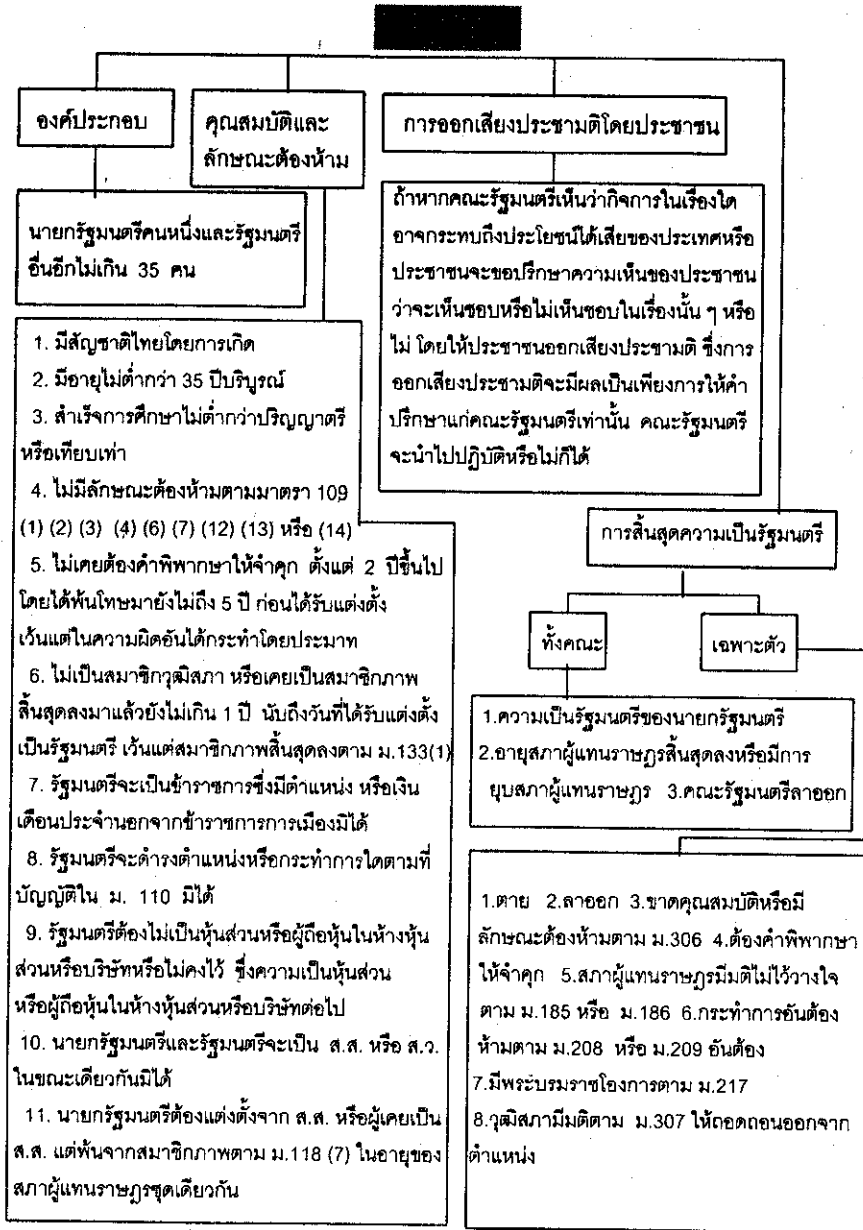 องค์ประกอบ
คุณสมบัติและ
ลักษณะต้องห้าม
การออกเสียงประชามติโดยประชาชน
นายกรัฐมนตรีคนหนึ่งและรัฐมนตรี
อื่นอีกไม่เกิน 35 คน
ถ้าหากคณะรัฐมนตรีเห็นว่ากิจการในเรื่องใด
อาจกระทบถึงประโยชน์ได้เสียของประเทศหรือ
ประชาชนจะขอปรึกษาความเห็นของประชาชน
ว่าจะเห็นชอบหรือไม่เห็นชอบในเรื่องนั้น ๆ หรือ
ไม่ โดยให้ประชาชนออกเสียงประชามติ ซึ่งการ
ออกเสียงประชามติจะมีผลเป็นเพียงการให้คำ
ปรึกษาแก่คณะรัฐมนตรีเท่านั้น คณะรัฐมนตรี
จะนำไปปฏิบัติหรือไม่ก็ได้
1. มีสัญชาติไทยโดยการเกิด
2. มีอายุไม่ต่ำกว่า 35 ปีบริบูรณ์
3. สำเร็จการศึกษาไม่ต่ำกว่าปริญญาตรี
หรือเทียบเท่า
4. ไม่มีลักษณะต้องห้ามตามมาตรา 109
(1) (2) (3) (4) (6) (7) (12) (13) หรือ (14)
5. ไม่เคยต้องคำพิพากษาให้จำคุก ตั้งแต่ 2 ปีขึ้นไป
โดยได้พ้นโทษมายังไม่ถึง 5 ปี ก่อนได้รับแต่งตั้ง
เว้นแต่ในความผิดอันได้กระทำโดยประมาท
6. ไม่เป็นสมาชิกวุฒิสภา หรือเคยเป็นสมาชิกภาพ
สิ้นสุดลงมาแล้วยังไม่เกิน 1 ปี นับถึงวันที่ได้รับแต่งตั้ง
เป็นรัฐมนตรี เว้นแต่สมาชิกภาพสิ้นสุดลงตาม ม.133(1)
7. รัฐมนตรีจะเป็นข้าราชการซึ่งมีตำแหน่ง หรือเงิน
เดือนประจำนอกจากข้าราชการการเมืองมิได้
8. รัฐมนตรีจะดำรงตำแหน่งหรือกระทำการใดตามที่
บัญญัติใน ม. 110 มิได้
9. รัฐมนตรีต้องไม่เป็นหุ้นส่วนหรือผู้ถือหุ้นในห้างหุ้น
ส่วนหรือบริษัทหรือไม่คงไว้ ซึ่งความเป็นหุ้นส่วน
หรือผู้ถือหุ้นในห้างหุ้นส่วนหรือบริษัทต่อไป
10. นายกรัฐมนตรีและรัฐมนตรีจะเป็น ส.ส. หรือ ส.ว.
ในขณะเดียวกันมิได้
11. นายกรัฐมนตรีต้องแต่งตั้งจาก ส.ส. หรือผู้เคยเป็น
ส.ส. แต่พ้นจากสมาชิกภาพตาม ม.118 (7) ในอายุของ
สภาผู้แทนราษฎรชุดเดียวกัน
การสิ้นสุดความเป็นรัฐมนตรี
ทั้งคณะ
เฉพาะตัว
1.ความเป็นรัฐมนตรีของนายกรัฐมนตรี
2.อายุสภาผู้แทนราษฎรสิ้นสุดลงหรือมีการ
ยุบสภาผู้แทนราษฎร 3.คณะรัฐมนตรีลาออก
1.ตาย 2.ลาออก 3.ขาดคุณสมบัติหรือมี
ลักษณะต้องห้ามตาม ม.306 4.ต้องคำพิพากษา
ให้จำคุก 5.สภาผู้แทนราษฎรมีมติไม่ไว้วางใจ
ตาม ม.185 หรือ ม.186 6.กระทำการอันต้อง
ห้ามตาม ม.208 หรือ ม.209 อันต้อง
7.มีพระบรมราชโองการตาม ม.217
8.วุฒิสภามีมติตาม ม.307 ให้ถอดถอนออกจาก
ตำแหน่ง